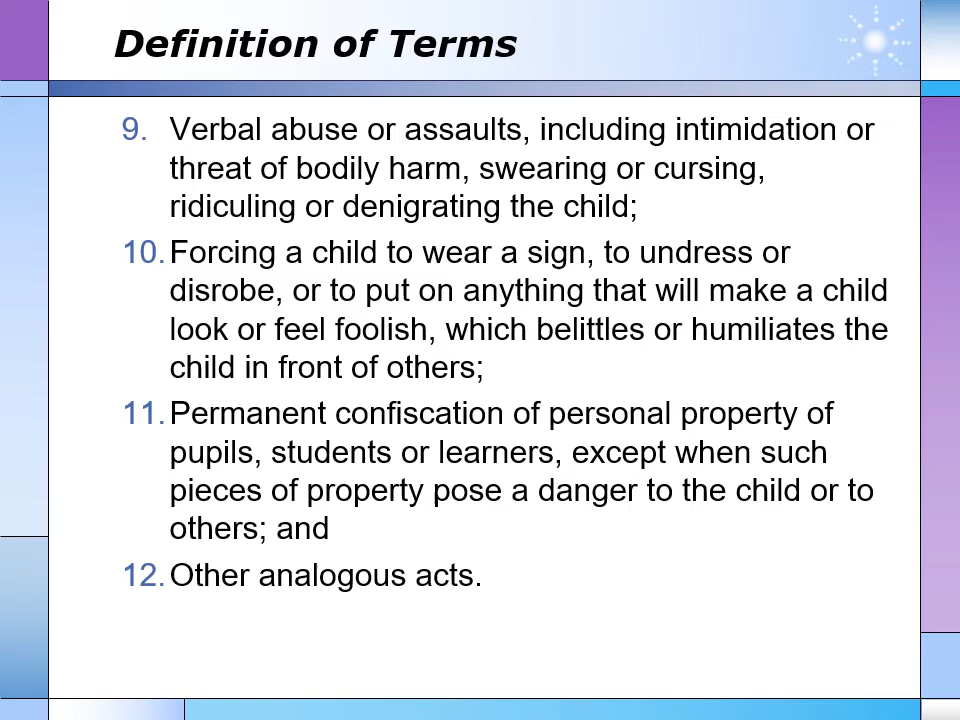 Definition of Terms
9. Verbal abuse or assaults, including intimidation or
threat of bodily harm, swearing or cursing,
ridiculing or denigrating the child;
10. Forcing a child to wear a sign, to undress or
disrobe, or to put on anything that will make a child
look or feel foolish, which belittles or humiliates the
child in front of others;
11. Permanent confiscation of personal property of
pupils, students or learners, except when such
pieces of property pose a danger to the child or to
others; and
12. Other analogous acts.